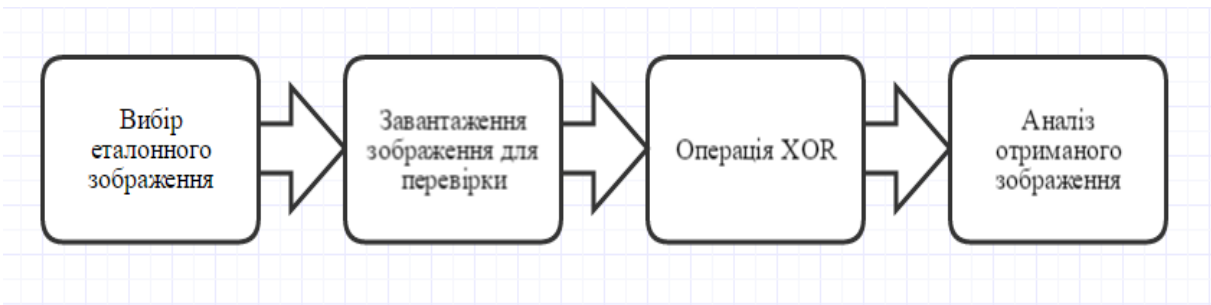 Вибір
еталонного
зображення
Завантаження
зображення для
перевірки
Операція XOR
Аналіз
отриманого
зображення